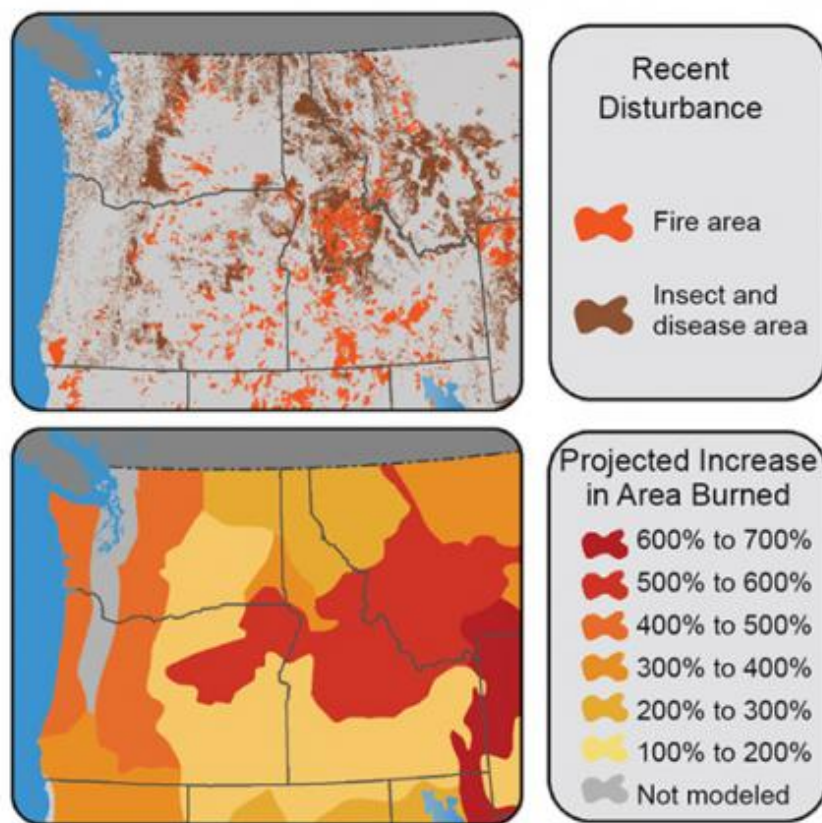 Recent
Disturbance
Fire area
Insect and
disease area
Projected Increase
in Area Burned
600% to 700%
500% to 600%
400% to 500%
300% to 400%
200% to 300%
100% to 200%
Not modeled